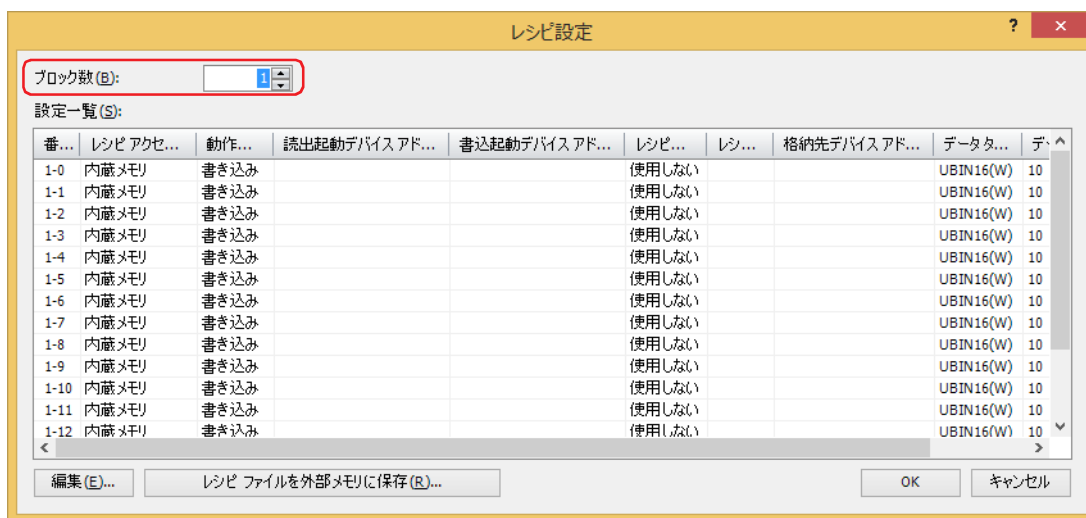 レシピ設定
? ×
ブロック数(B): 1
設定一覧(S):
番... レシピ アクセ... 動作... 読出起動デバイス アド... 書込起動デバイス アド... レシピ... レシ... 格納先デバイス アド... データ タ... デ
1-0 内蔵メモリ 書き込み 使用しない UBIN16(W) 10
1-1 内蔵メモリ 書き込み 使用しない UBIN16(W) 10
1-2 内蔵メモリ 書き込み 使用しない UBIN16(W) 10
1-3 内蔵メモリ 書き込み 使用しない UBIN16(W) 10
1-4 内蔵メモリ 書き込み 使用しない UBIN16(W) 10
1-5 内蔵メモリ 書き込み 使用しない UBIN16(W) 10
1-6 内蔵メモリ 書き込み 使用しない UBIN16(W) 10
1-7 内蔵メモリ 書き込み 使用しない UBIN16(W) 10
1-8 内蔵メモリ 書き込み 使用しない UBIN16(W) 10
1-9 内蔵メモリ 書き込み 使用しない UBIN16(W) 10
1-10 内蔵メモリ 書き込み 使用しない UBIN16(W) 10
1-11 内蔵メモリ 書き込み 使用しない UBIN16(W) 10
1-12 内蔵メモリ 書き込み 使用しない UBIN16(W) 10
編集(E)... レシピ ファイルを外部メモリに保存(R)... OK キャンセル